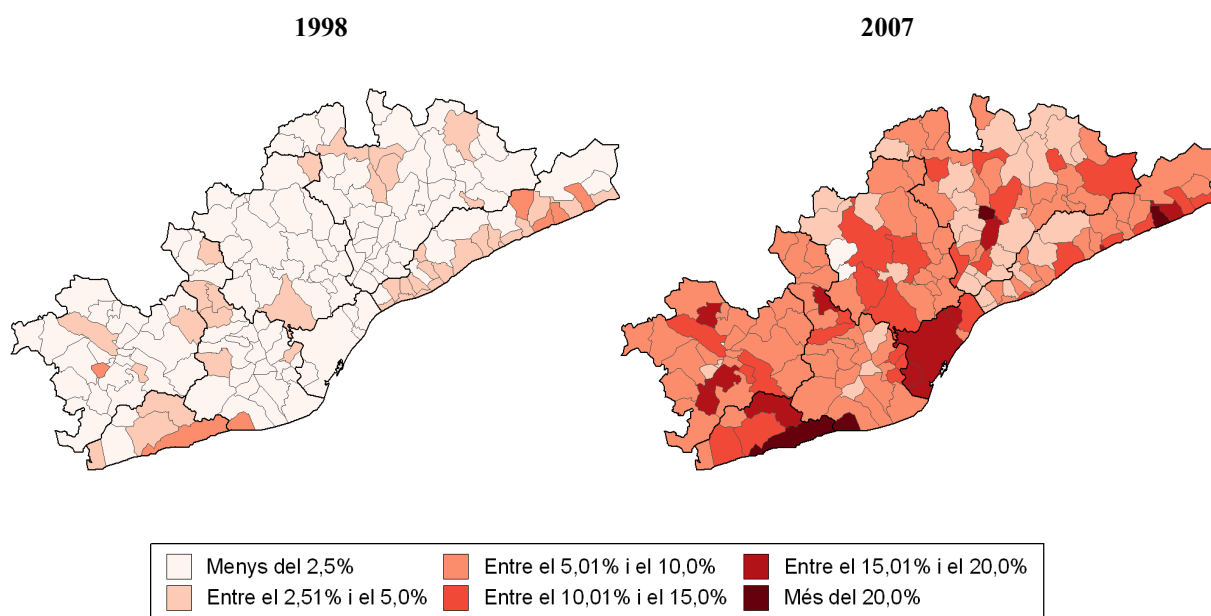 1998
2007
Menys del 2,5%
Entre el 5,01% i el 10,0%
Entre el 15,01% i el 20,0%
Entre el 2,51% i el 5,0%
Entre el 10,01% i el 15,0%
Més del 20,0%